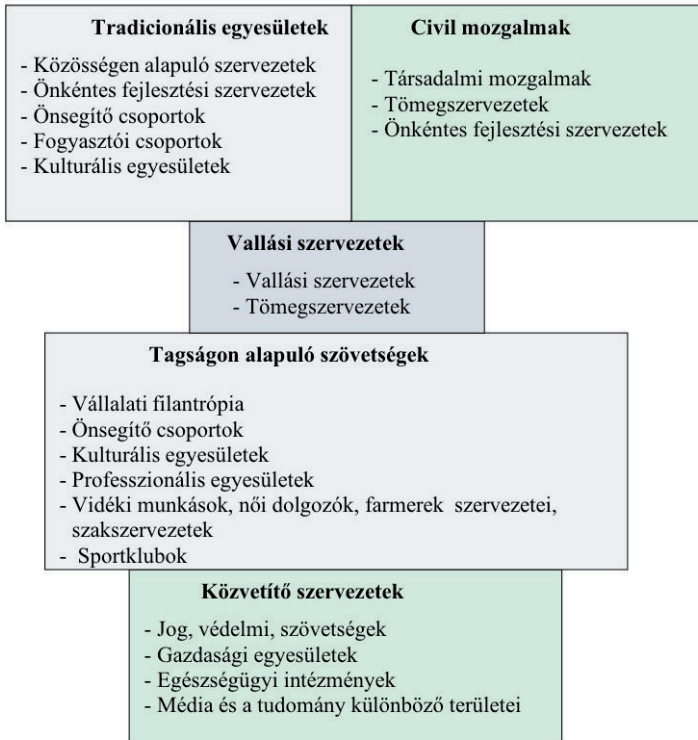 Tradicionális egyesületek
- Közösségen alapuló szervezetek
- Önkéntes fejlesztési szervezetek
- Önsegítő csoportok
- Fogyasztói csoportok
- Kulturális egyesületek
Civil mozgalmak
- Társadalmi mozgalmak
- Tömegszervezetek
- Önkéntes fejlesztési szervezetek
Vallási szervezetek
- Vallási szervezetek
- Tömegszervezetek
Tagságon alapuló szövetségek
- Vállalati filantrópia
- Önsegítő csoportok
- Kulturális egyesületek
- Professzionális egyesületek
- Vidéki munkások, női dolgozók, farmerek szervezetei,
szakszervezetek
- Sportklubok
Közvetítő szervezetek
- Jog, védelmi, szövetségek
- Gazdasági egyesületek
- Egészségügyi intézmények
- Média és a tudomány különböző területei